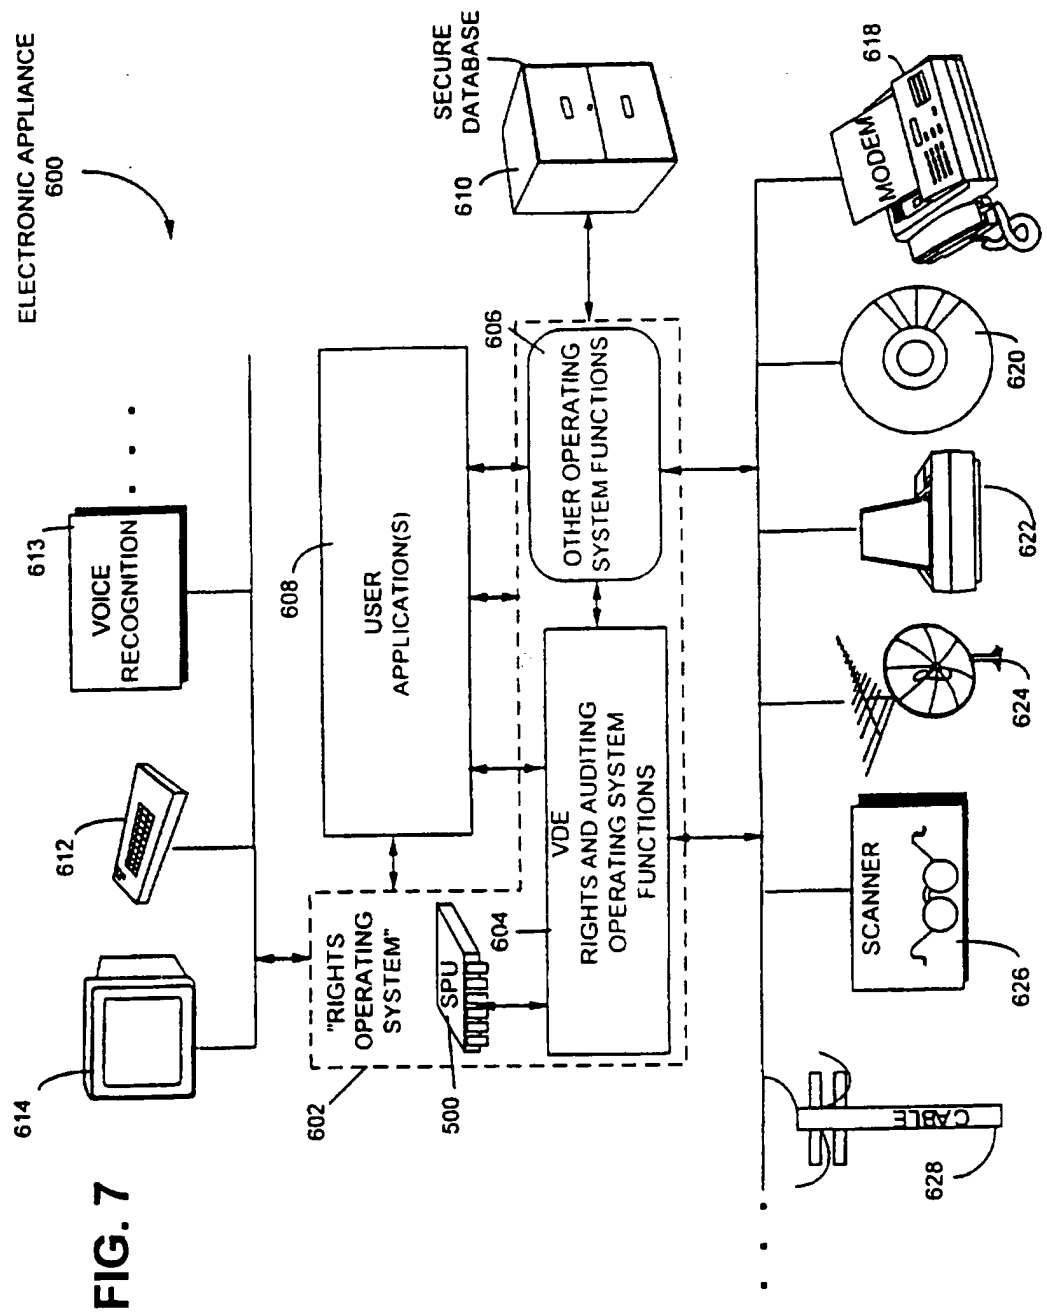 FIG. 7
ELECTRONIC APPLIANCE
600
614
612
613
VOICE
RECOGNITION
608
USER
APPLICATION(S)
602
"RIGHTS
OPERATING
SYSTEM"
500
SPU
604
VDE
RIGHTS AND AUDITING
OPERATING SYSTEM
FUNCTIONS
606
OTHER OPERATING
SYSTEM FUNCTIONS
610
SECURE
DATABASE
628
CABLE
626
SCANNER
624
622
620
618
MODEM